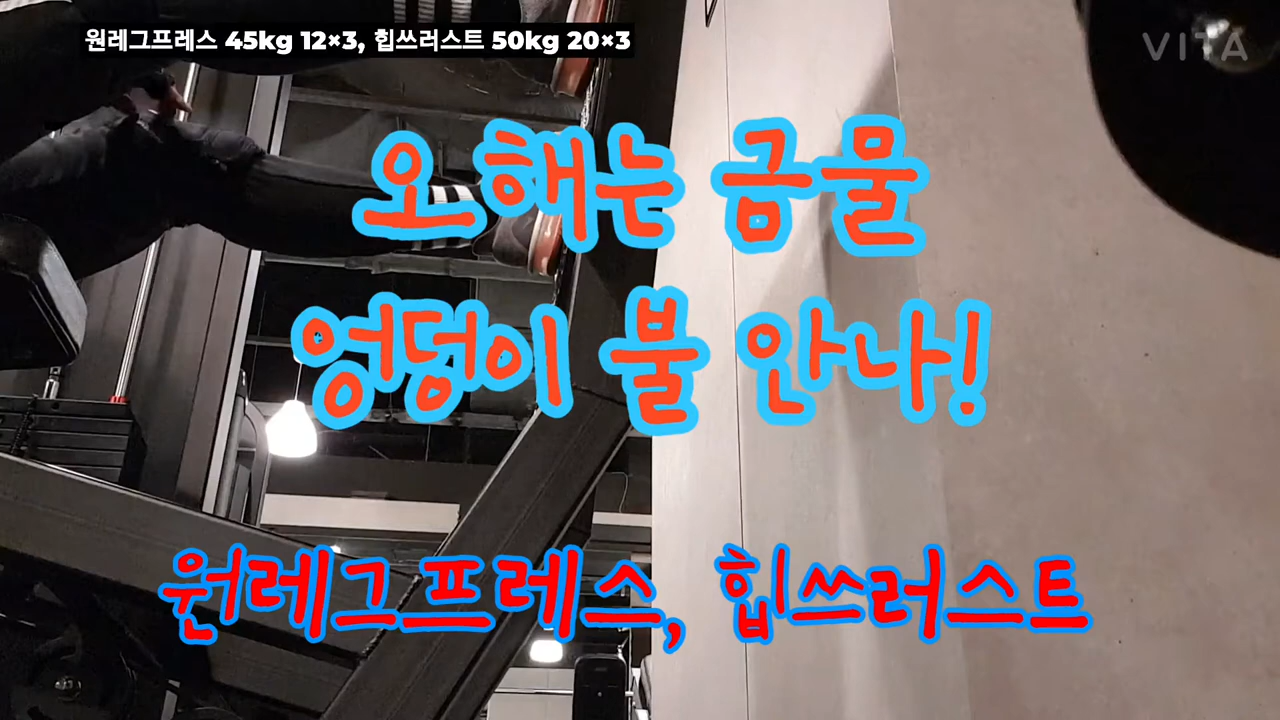 원레그프레스 45kg 12×3, 힙쓰러스트 50kg 20×3
VITA
오해는 금물
엉덩이 불 안나!
원레그프레스, 힙쓰러스트